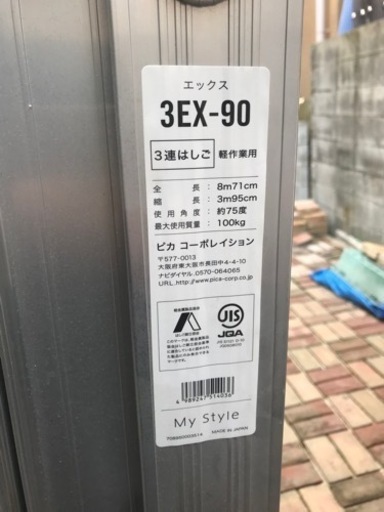 エックス
3EX-90
3連はしご 軽作業用
全長:8m71cm
縮長:3m95cm
使用角度:約75度
最大使用質量:100kg
ピカ コーポレイション
〒577-0013
大阪府東大阪市長田中4-4-10
ナビダイヤル.0570-064065
URL.http://www.pica-corp.co.jp
JIS
JQA
4 989247 514036
My Style
MADE IN JAPAN